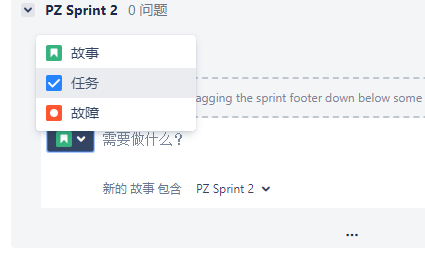 PZ Sprint 2 0 问题
故事
任务
故障
agging the sprint footer down below some
需要做什么？
新的 故事 包含 PZ Sprint 2
...